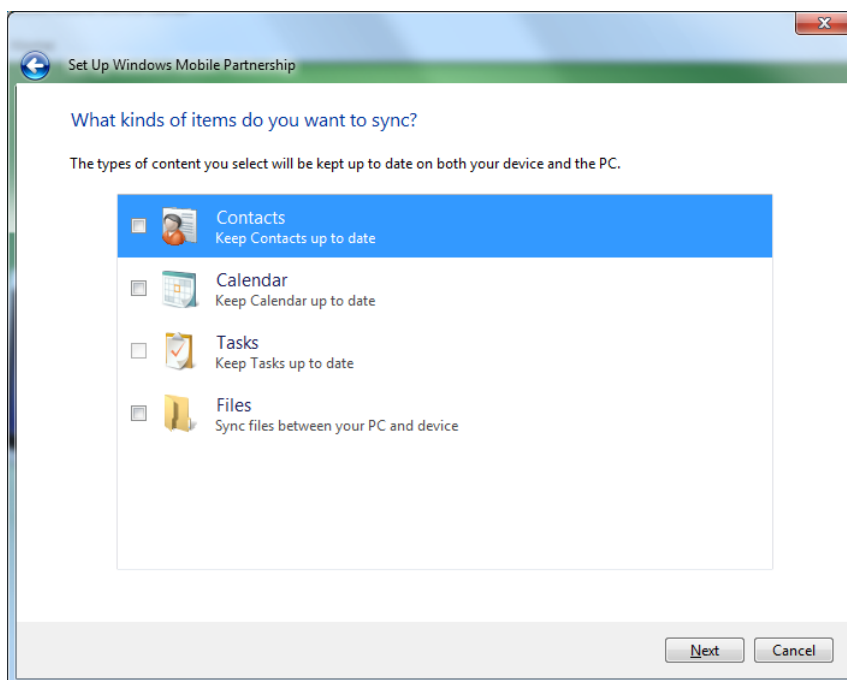 Set Up Windows Mobile Partnership
What kinds of items do you want to sync?
The types of content you select will be kept up to date on both your device and the PC.
Contacts
Keep Contacts up to date
Calendar
Keep Calendar up to date
Tasks
Keep Tasks up to date
Files
Sync files between your PC and device
Next
Cancel